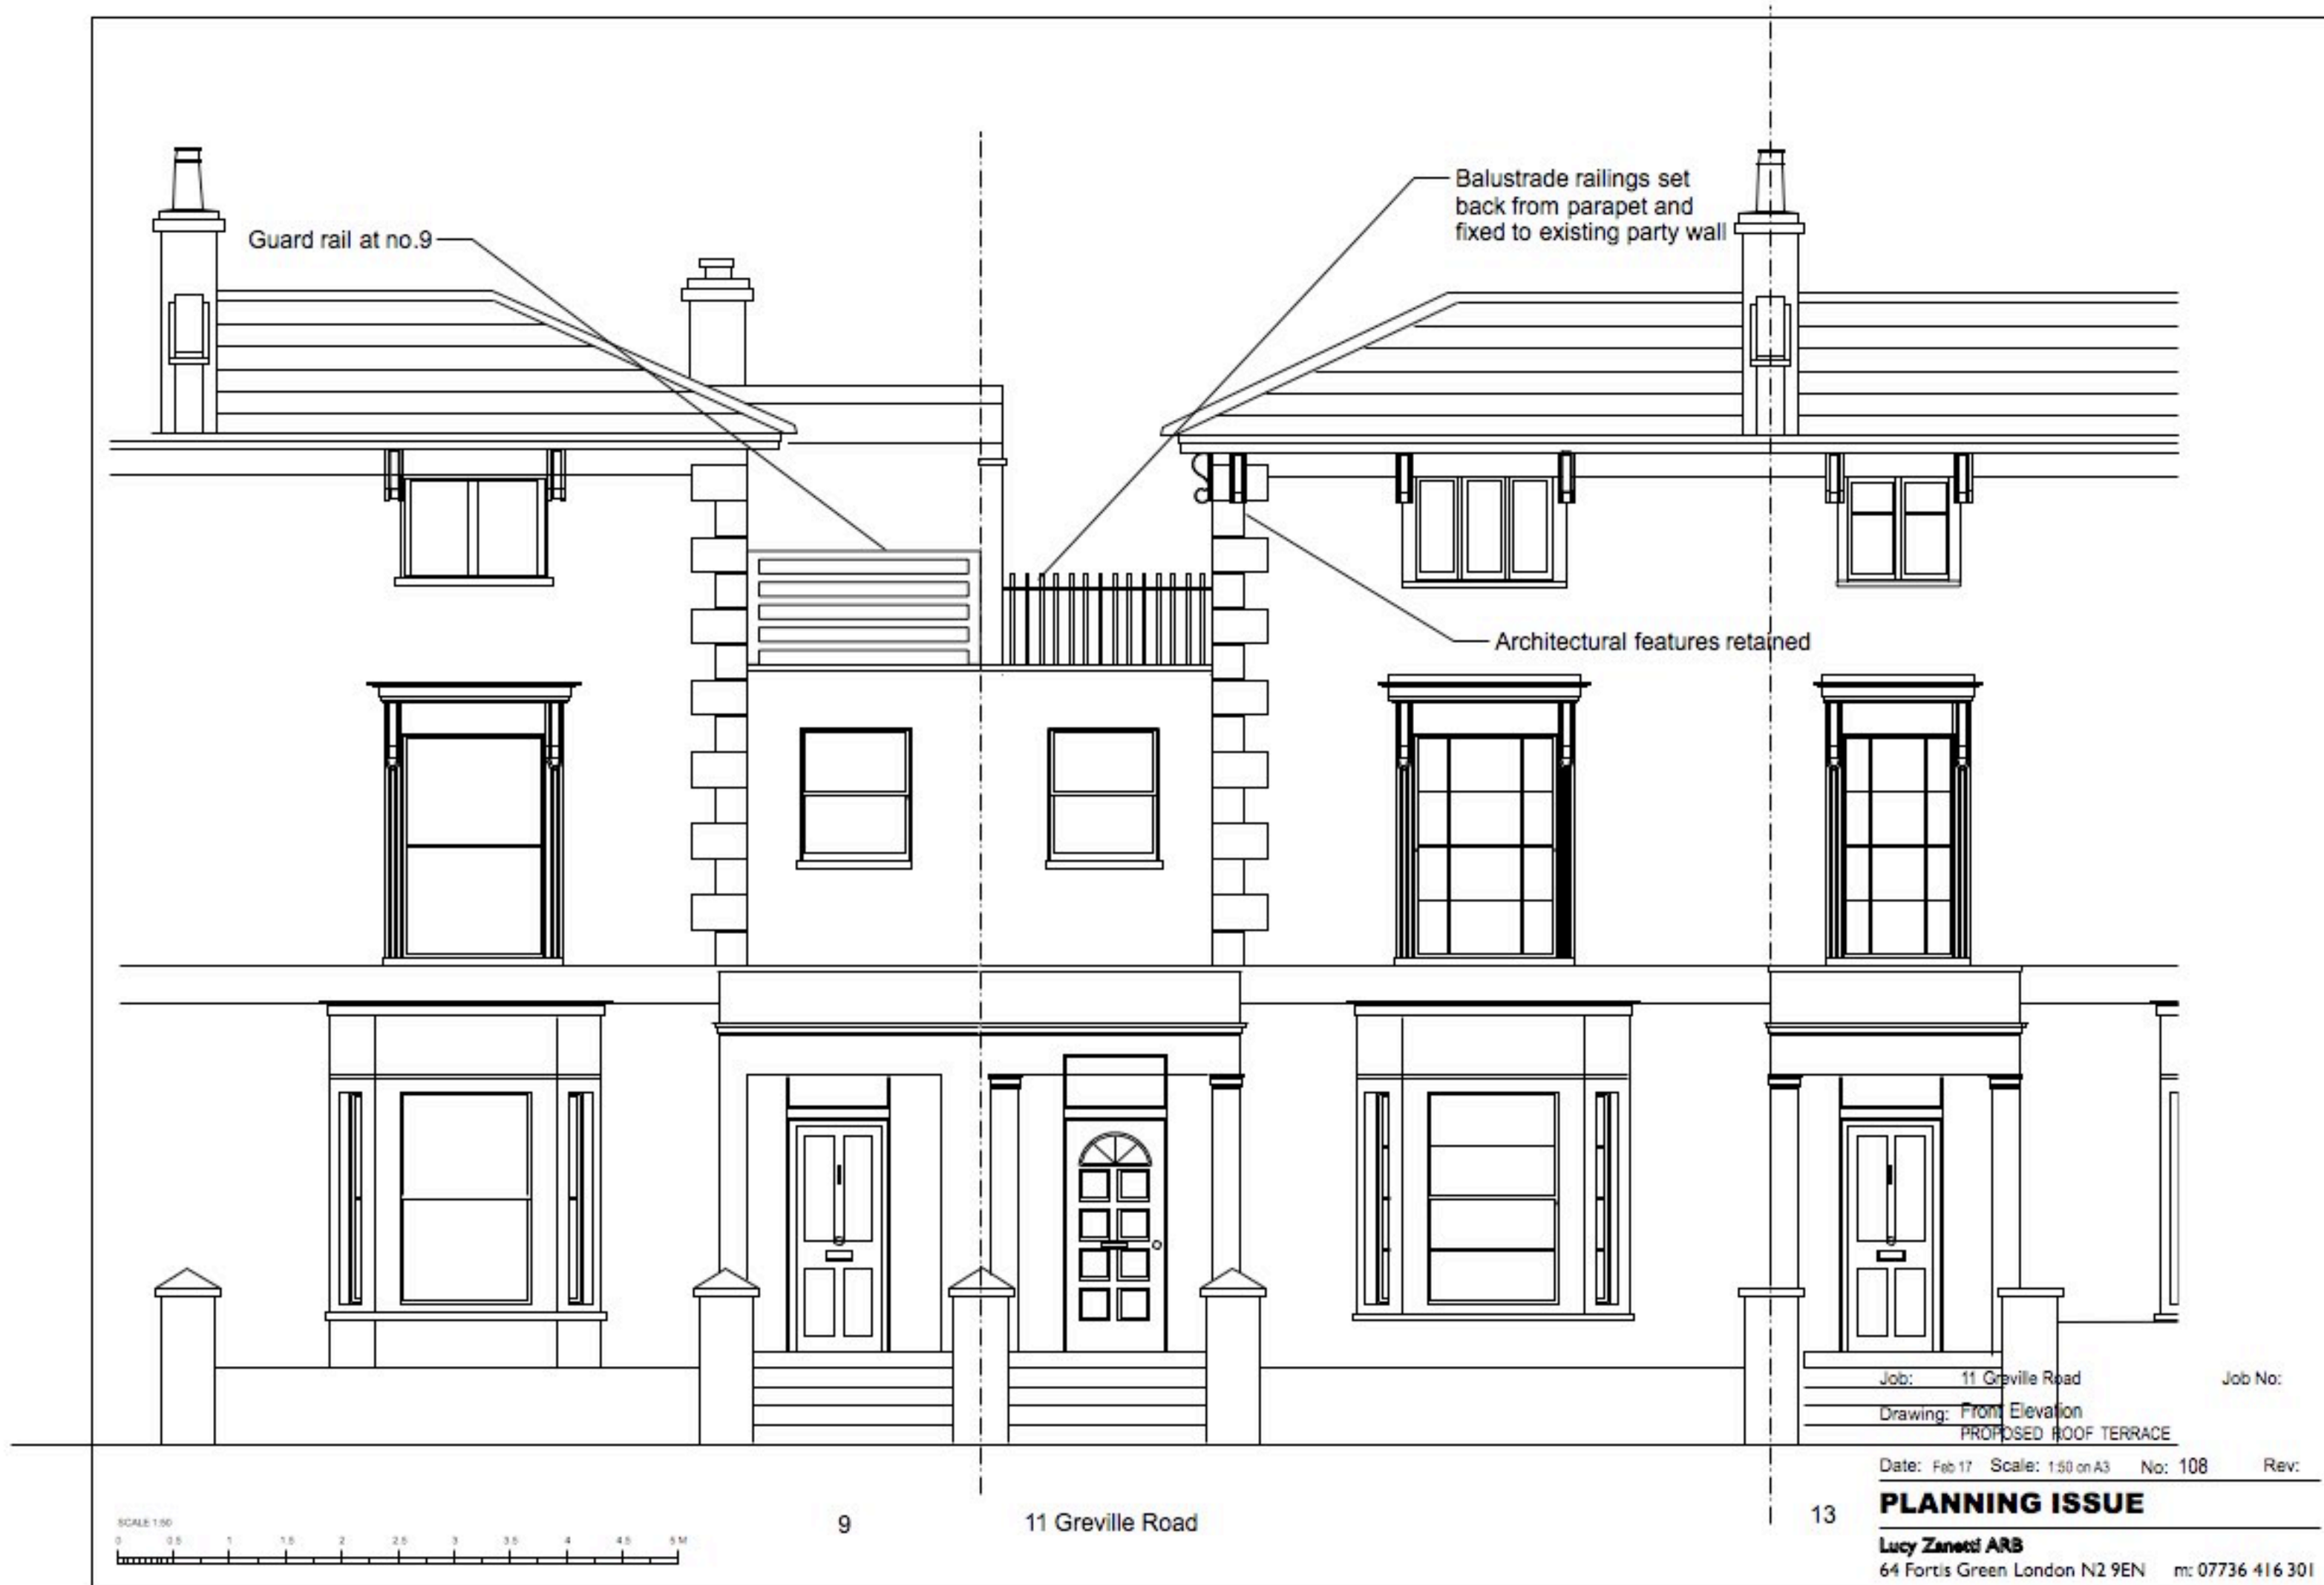 Guard rail at no.9
Balustrade railings set
back from parapet and
fixed to existing party wall
Architectural features retained
Job: 11 Greville Road Job No:
Drawing: Front Elevation
PROPOSED ROOF TERRACE
Date: Feb 17 Scale: 1:50 on A3 No: 108 Rev:
PLANNING ISSUE
Lucy Zanetti ARB
64 Fortis Green London N2 9EN m: 07736 416 301
9
11 Greville Road
13
SCALE 1:50
0 0.5 1 1.5 2 2.5 3 3.5 4 4.5 5 M